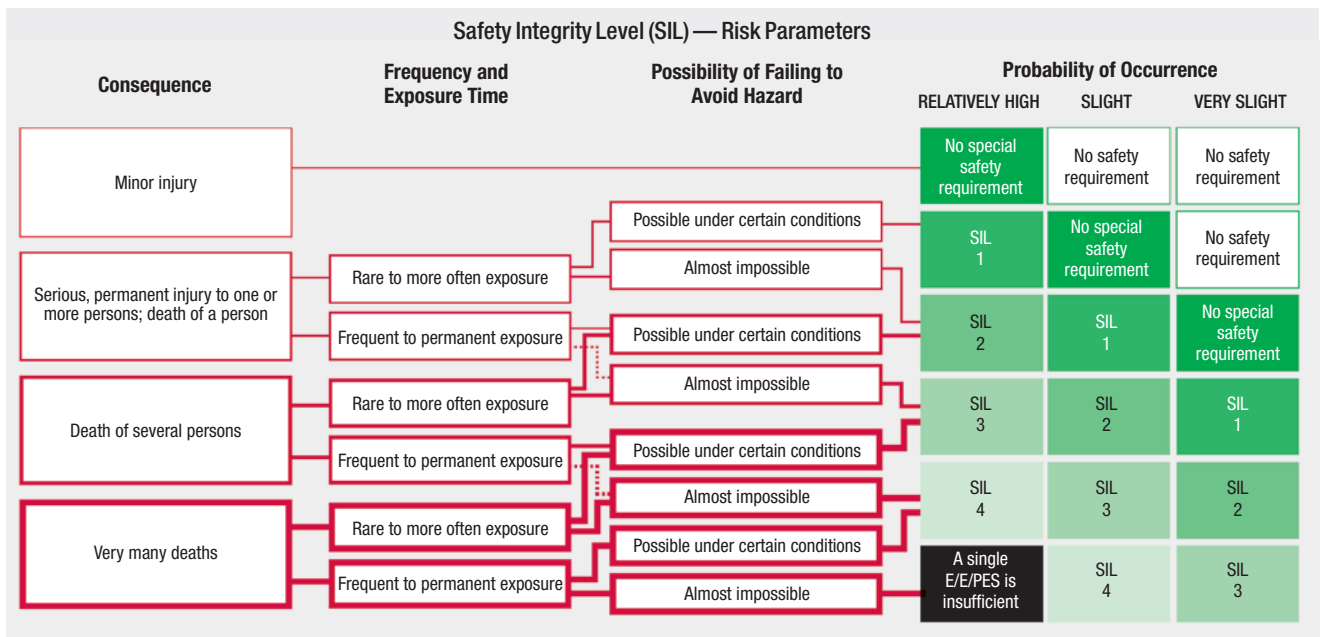 Safety Integrity Level (SIL) — Risk Parameters
Consequence
Frequency and
Exposure Time
Possibility of Failing to
Avoid Hazard
Probability of Occurrence
RELATIVELY HIGH
SLIGHT
VERY SLIGHT
Minor injury
Serious, permanent injury to one or
more persons; death of a person
Death of several persons
Very many deaths
Rare to more often exposure
Frequent to permanent exposure
Rare to more often exposure
Frequent to permanent exposure
Rare to more often exposure
Frequent to permanent exposure
Possible under certain conditions
Almost impossible
Possible under certain conditions
Almost impossible
Possible under certain conditions
Almost impossible
Possible under certain conditions
Almost impossible
No special
safety
requirement
No safety
requirement
No safety
requirement
SIL
1
No special
safety
requirement
No safety
requirement
SIL
2
SIL
1
No special
safety
requirement
SIL
3
SIL
2
SIL
1
SIL
4
SIL
3
SIL
2
A single
E/E/PES is
insufficient
SIL
4
SIL
3